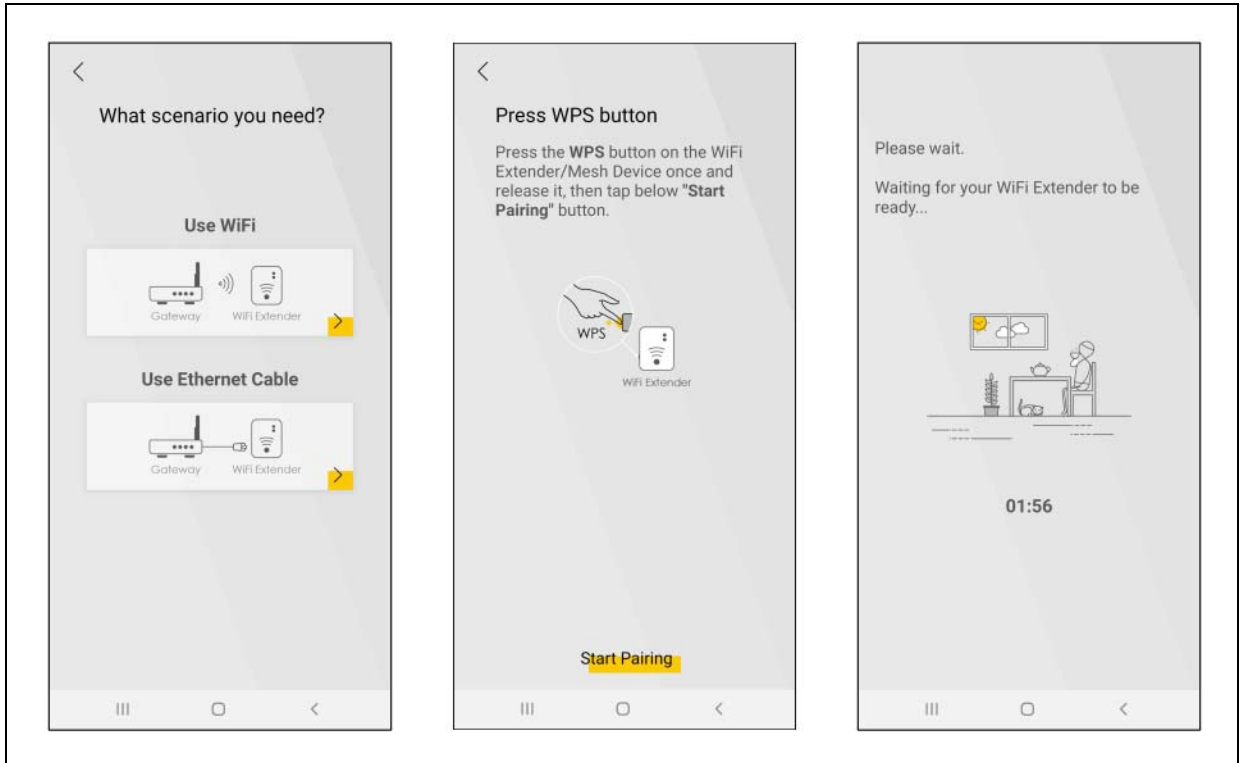 What scenario you need?
Use WiFi
Gateway WiFi Extender
Use Ethernet Cable
Gateway WiFi Extender
Press WPS button
Press the WPS button on the WiFi
Extender/Mesh Device once and
release it, then tap below "Start
Pairing" button.
WPS
WiFi Extender
Start Pairing
Please wait.
Waiting for your WiFi Extender to be
ready...
01:56